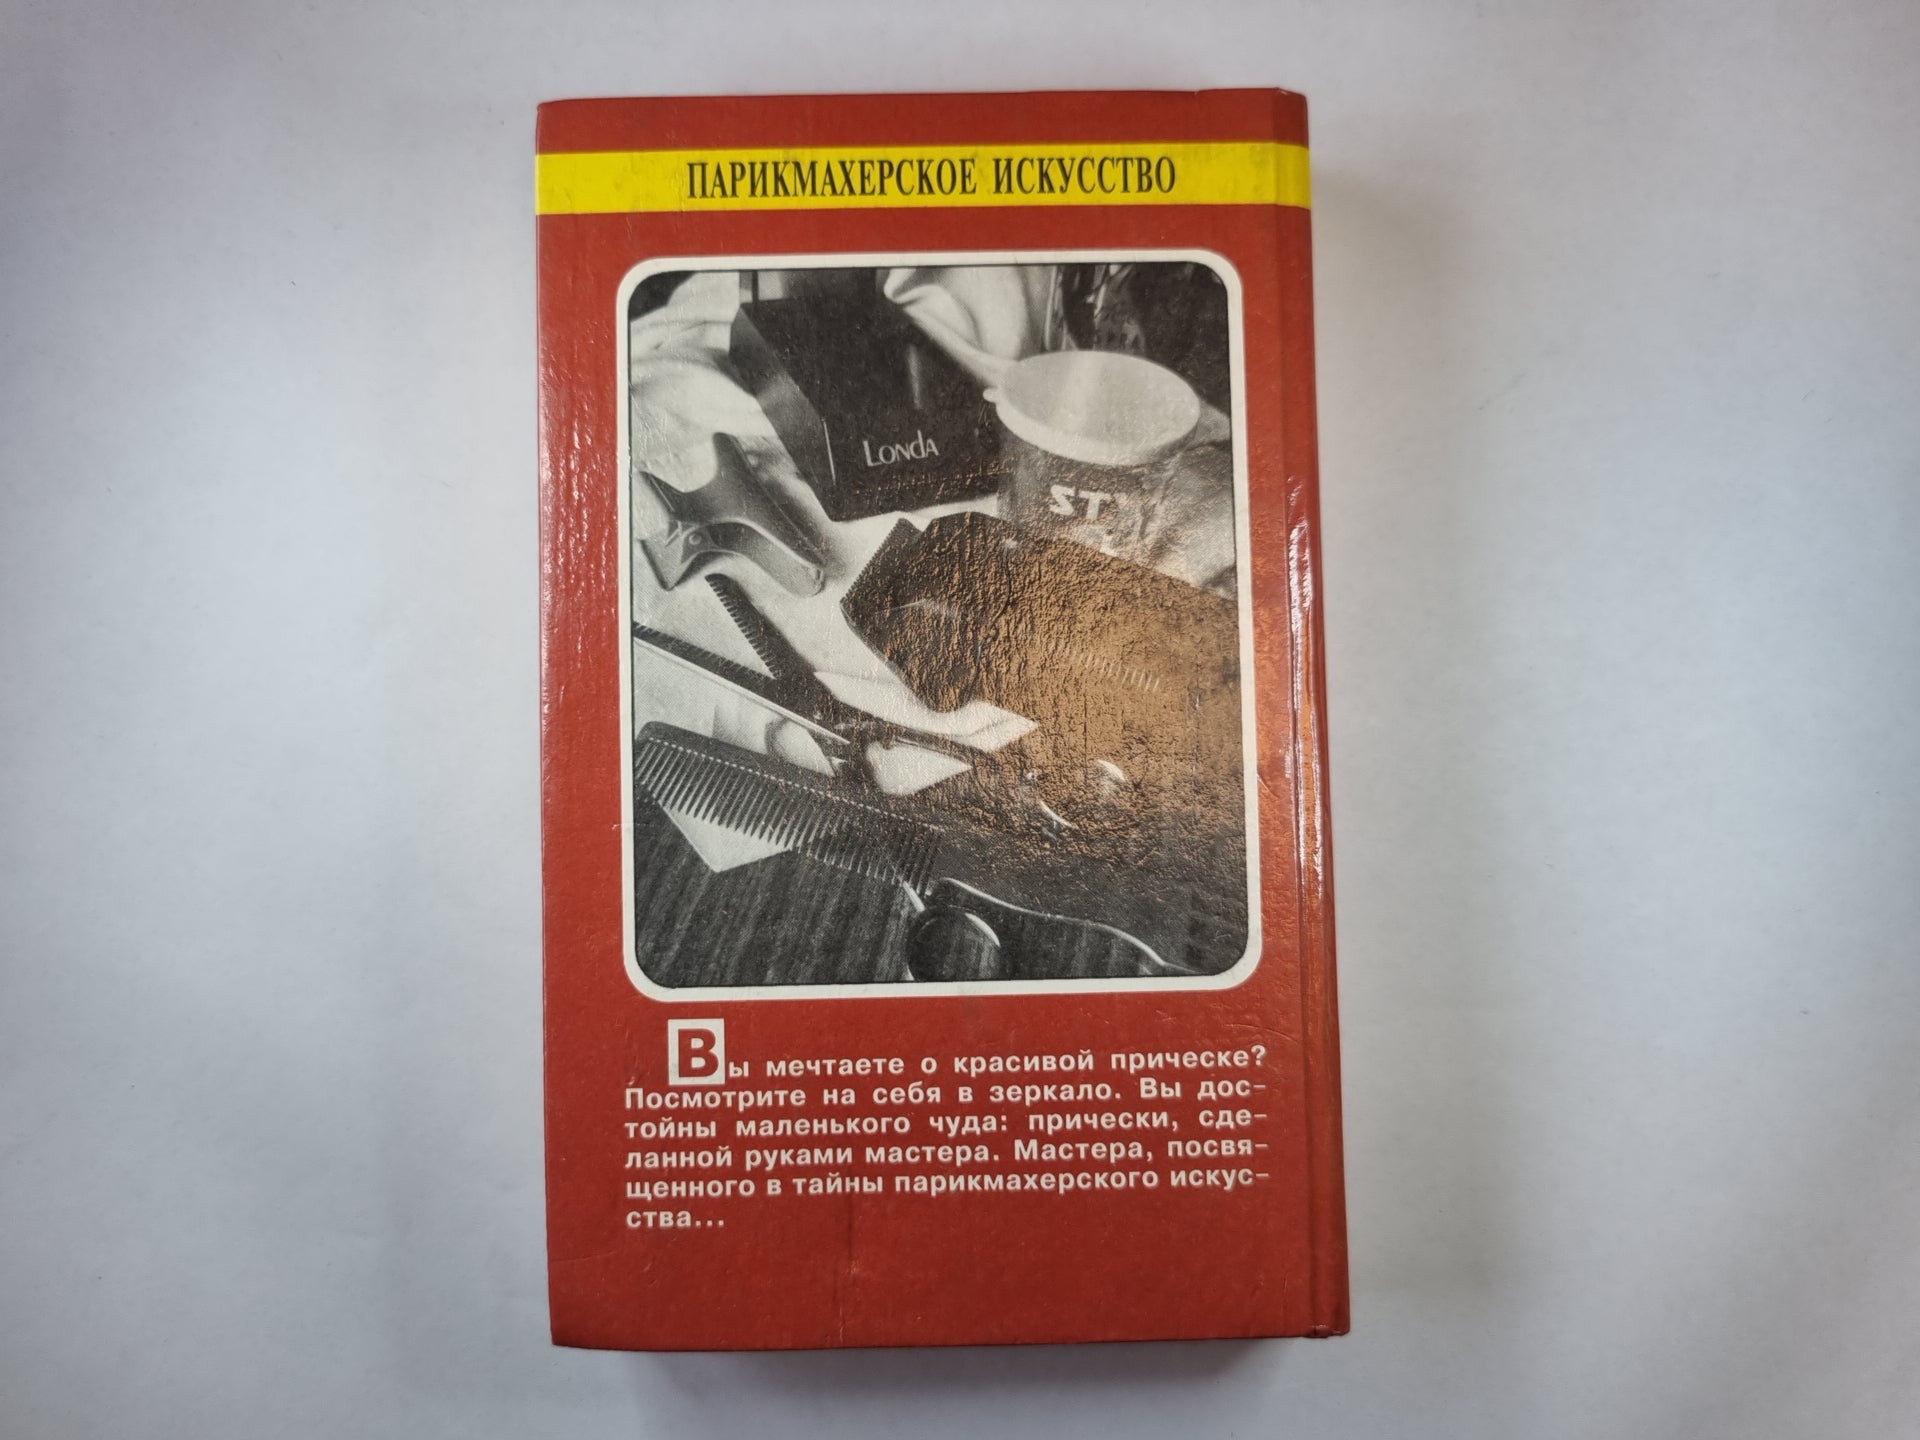 ПАРИКМАХЕРСКОЕ ИСКУССТВО
LONdA
Вы мечтаете о красивой прическе?
Посмотрите на себя в зеркало. Вы дос-
тойны маленького чуда: прически, сде-
ланной руками мастера. Мастера, посвя-
щенного в тайны парикмахерского искус-
ства...